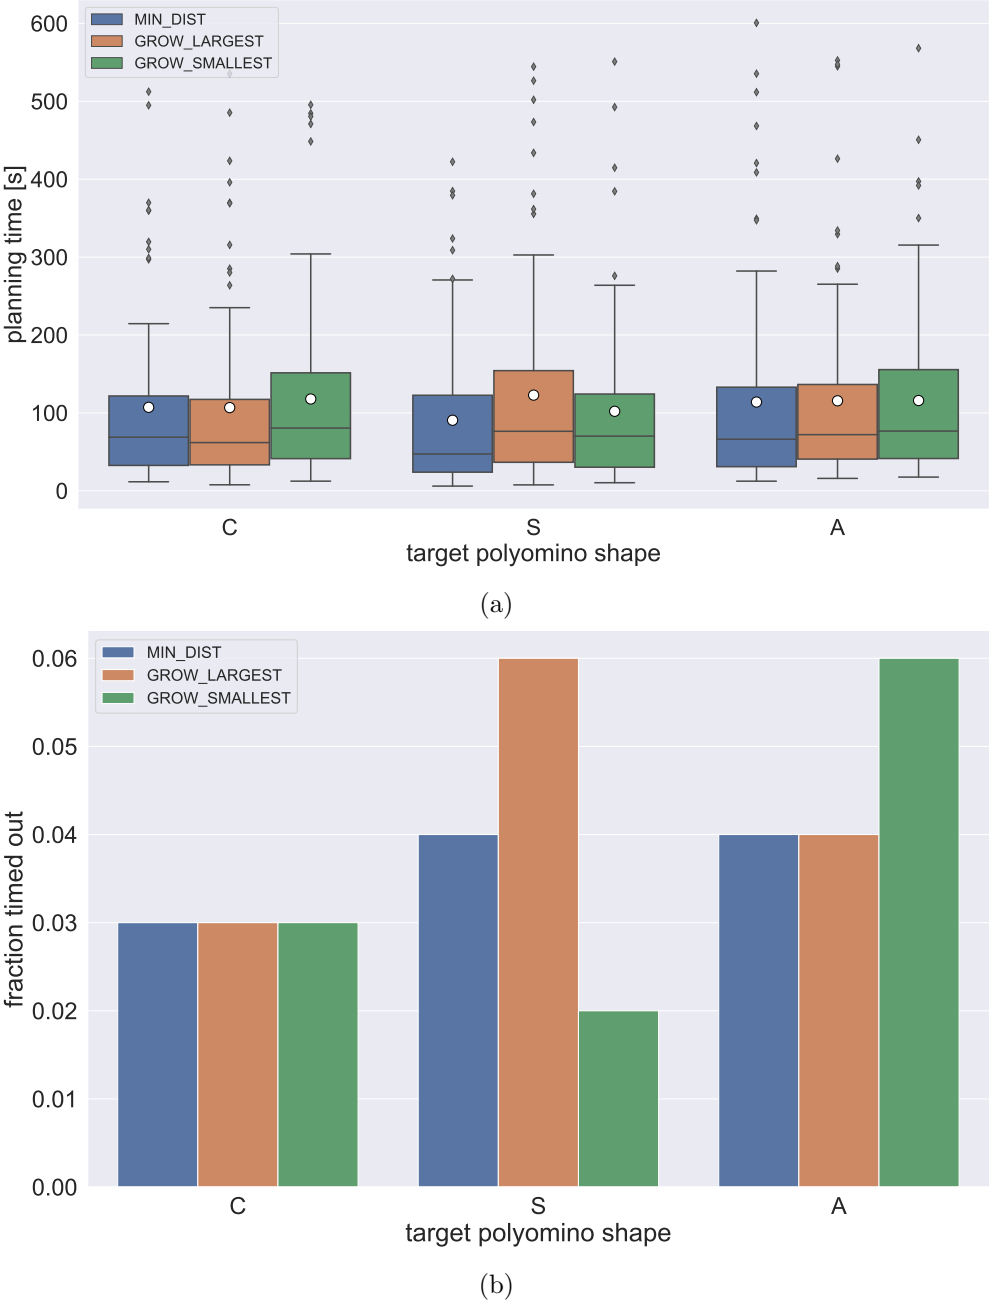 600
500
400
300
200
100
0
planning time [s]
MIN_DIST
GROW_LARGEST
GROW_SMALLEST
C
S
A
target polyomino shape
(a)
0.06
0.05
0.04
0.03
0.02
0.01
0.00
fraction timed out
MIN_DIST
GROW_LARGEST
GROW_SMALLEST
C
S
A
target polyomino shape
(b)